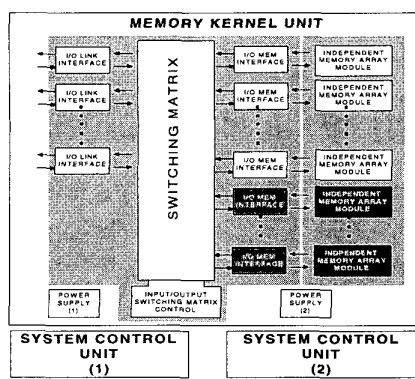 MEMORY KERNEL UNIT
I/O LINK
INTERFACE
I/O LINK
INTERFACE
I/O LINK
INTERFACE
SWITCHING MATRIX
I/O MEM
INTERFACE
I/O MEM
INTERFACE
I/O MEM
INTERFACE
I/O MEM
INTERFACE
I/O MEM
INTERFACE
INDEPENDENT
MEMORY ARRAY
MODULE
INDEPENDENT
MEMORY ARRAY
MODULE
INDEPENDENT
MEMORY ARRAY
MODULE
INDEPENDENT
MEMORY ARRAY
MODULE
INDEPENDENT
MEMORY ARRAY
MODULE
POWER
SUPPLY
(1)
INPUT/OUTPUT
SWITCHING MATRIX
CONTROL
POWER
SUPPLY
(2)
SYSTEM CONTROL
UNIT
(1)
SYSTEM CONTROL
UNIT
(2)